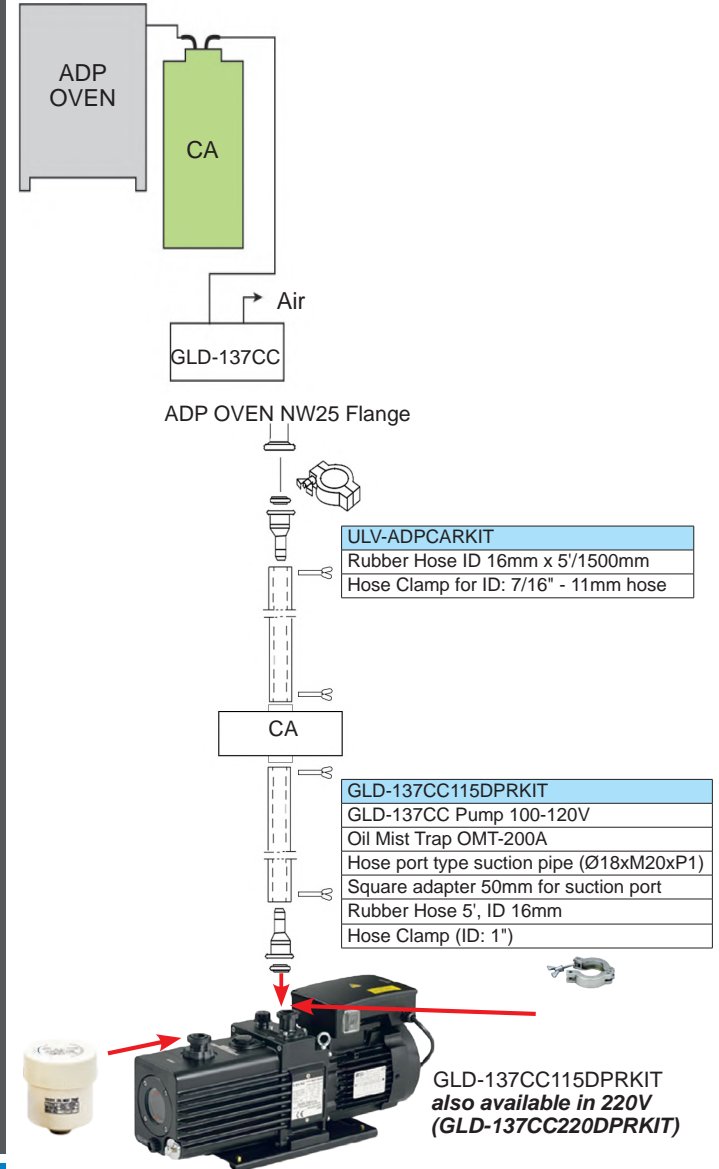 ADP
OVEN
CA
Air
GLD-137CC
ADP OVEN NW25 Flange
ULV-ADPCARKIT
Rubber Hose ID 16mm x 5'/1500mm
Hose Clamp for ID: 7/16" - 11mm hose
CA
GLD-137CC115DPRKIT
GLD-137CC Pump 100-120V
Oil Mist Trap OMT-200A
Hose port type suction pipe (Ø18xM20xP1)
Square adapter 50mm for suction port
Rubber Hose 5', ID 16mm
Hose Clamp (ID: 1")
GLD-137CC115DPRKIT
also available in 220V
(GLD-137CC220DPRKIT)